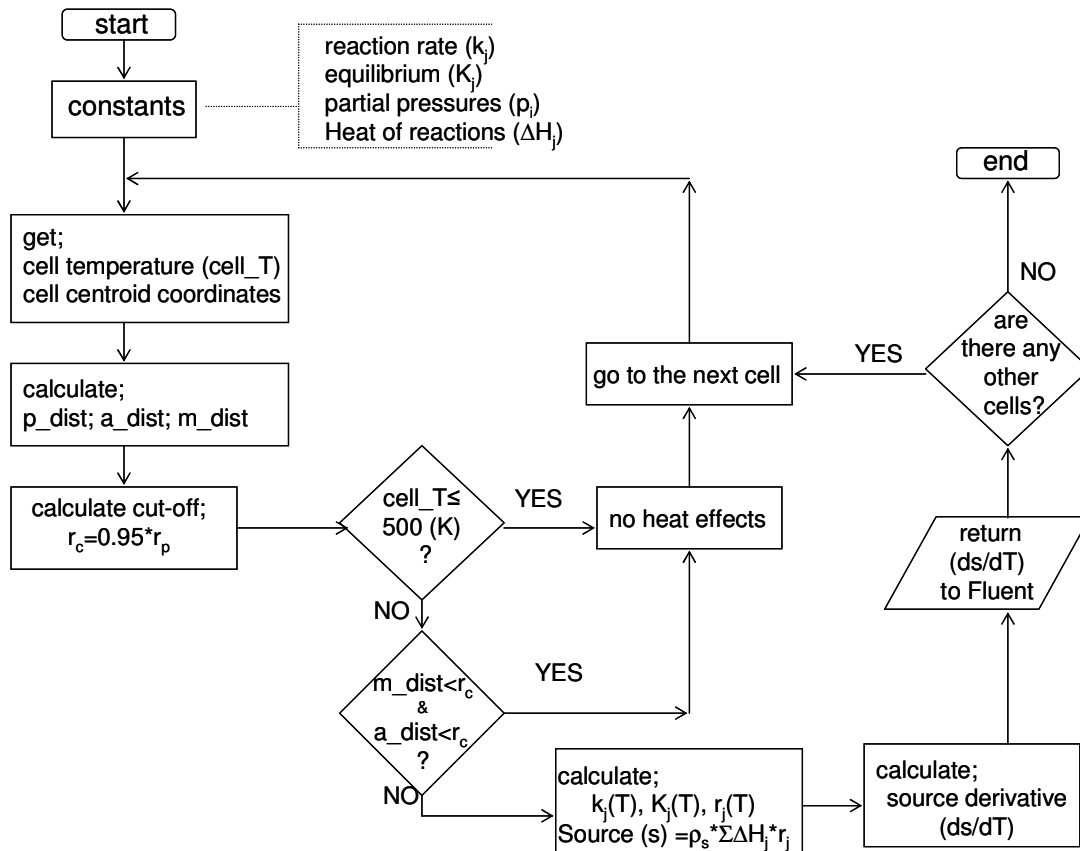 start
constants
reaction rate (kj)
equilibrium (Kj)
partial pressures (pi)
Heat of reactions (ΔHj)
get;
cell temperature (cell_T)
cell centroid coordinates
calculate;
p_dist; a_dist; m_dist
calculate cut-off;
rc=0.95*rp
cell_T≤
500 (K)
?
YES
NO
no heat effects
go to the next cell
m_dist<rc
&
a_dist<rc
?
YES
NO
calculate;
kj(T), Kj(T), rj(T)
Source (s) =ρs*ΣΔHj*rj
calculate;
source derivative
(ds/dT)
return
(ds/dT)
to Fluent
are
there any
other
cells?
YES
NO
end